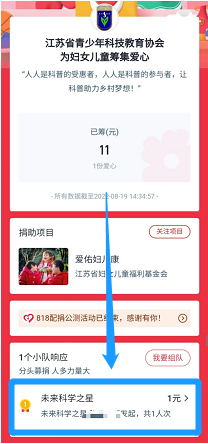 江苏省青少年科技教育协会
为妇女儿童筹集爱心
“人人是科普的受惠者，人人是科普的参与者，让
科普助力乡村梦想！”
已筹(元)
11
1份爱心
- 所有数据截至2022-08-19 14:34:57 -
捐助项目
关注项目
爱佑妇儿康
江苏省妇女儿童福利基金会
818配捐公测活动已结束，感谢有你！
1个小队响应
分头募捐 人多力量大
我要组队
未来科学之星
1元 >
未来科学之星 发起，共1人次